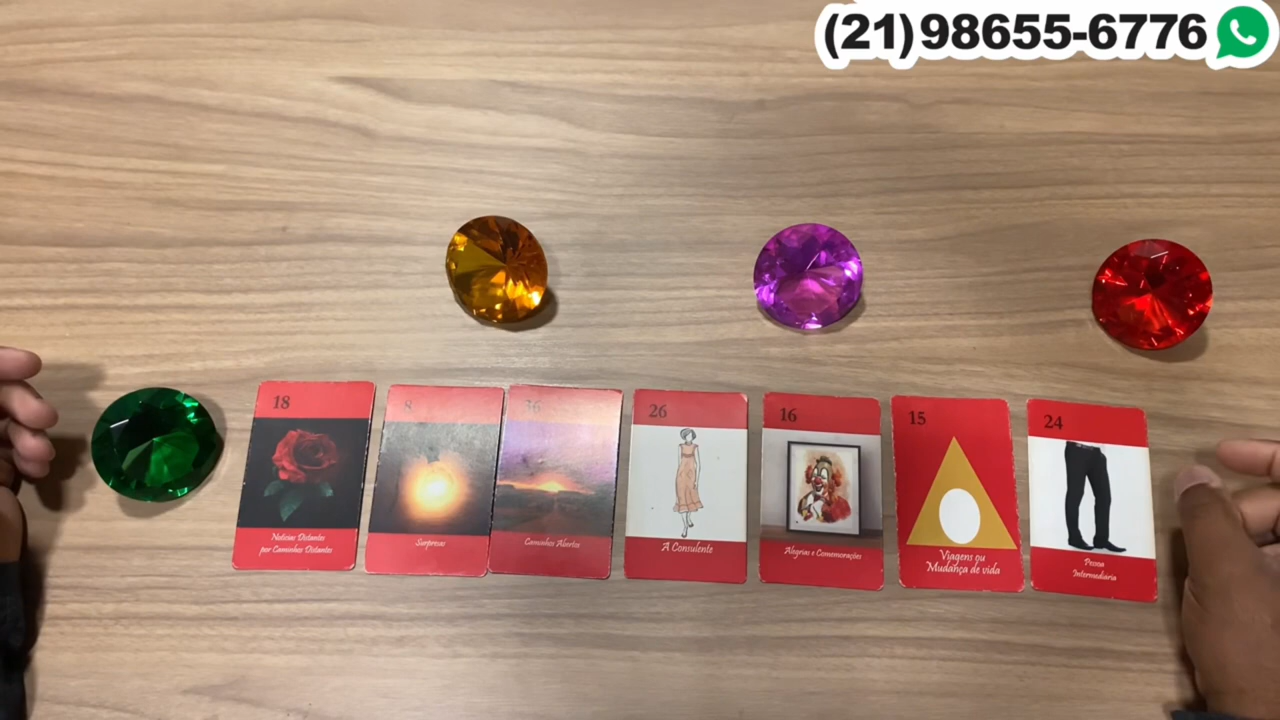 (21)98655-6776
18
Notícias Distantes
por Caminhos Distantes
8
Surpresas
36
Caminhos Abertos
26
A Consulente
16
Alegrias e Comemorações
15
Viagens ou
Mudança de vida
24
Pessoa
Intermediária